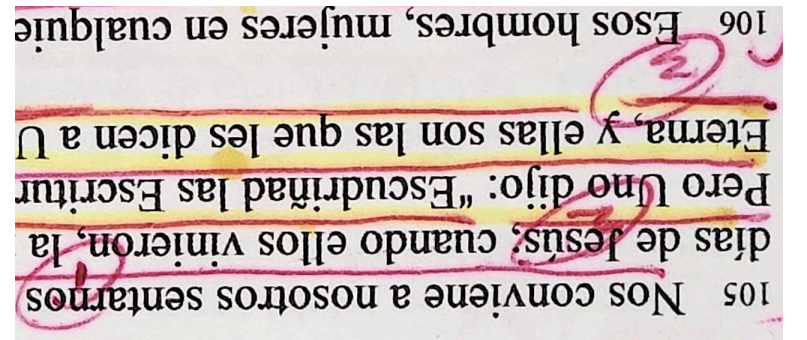 105 Nos conviene a nosotros sentarnos
días de Jesús; cuando ellos vinieron, la
Pero Uno dijo: "Escudriñad las Escritur
Eterna, y ellas son las que les dicen a U
106 Esos hombres, mujeres en cualquie